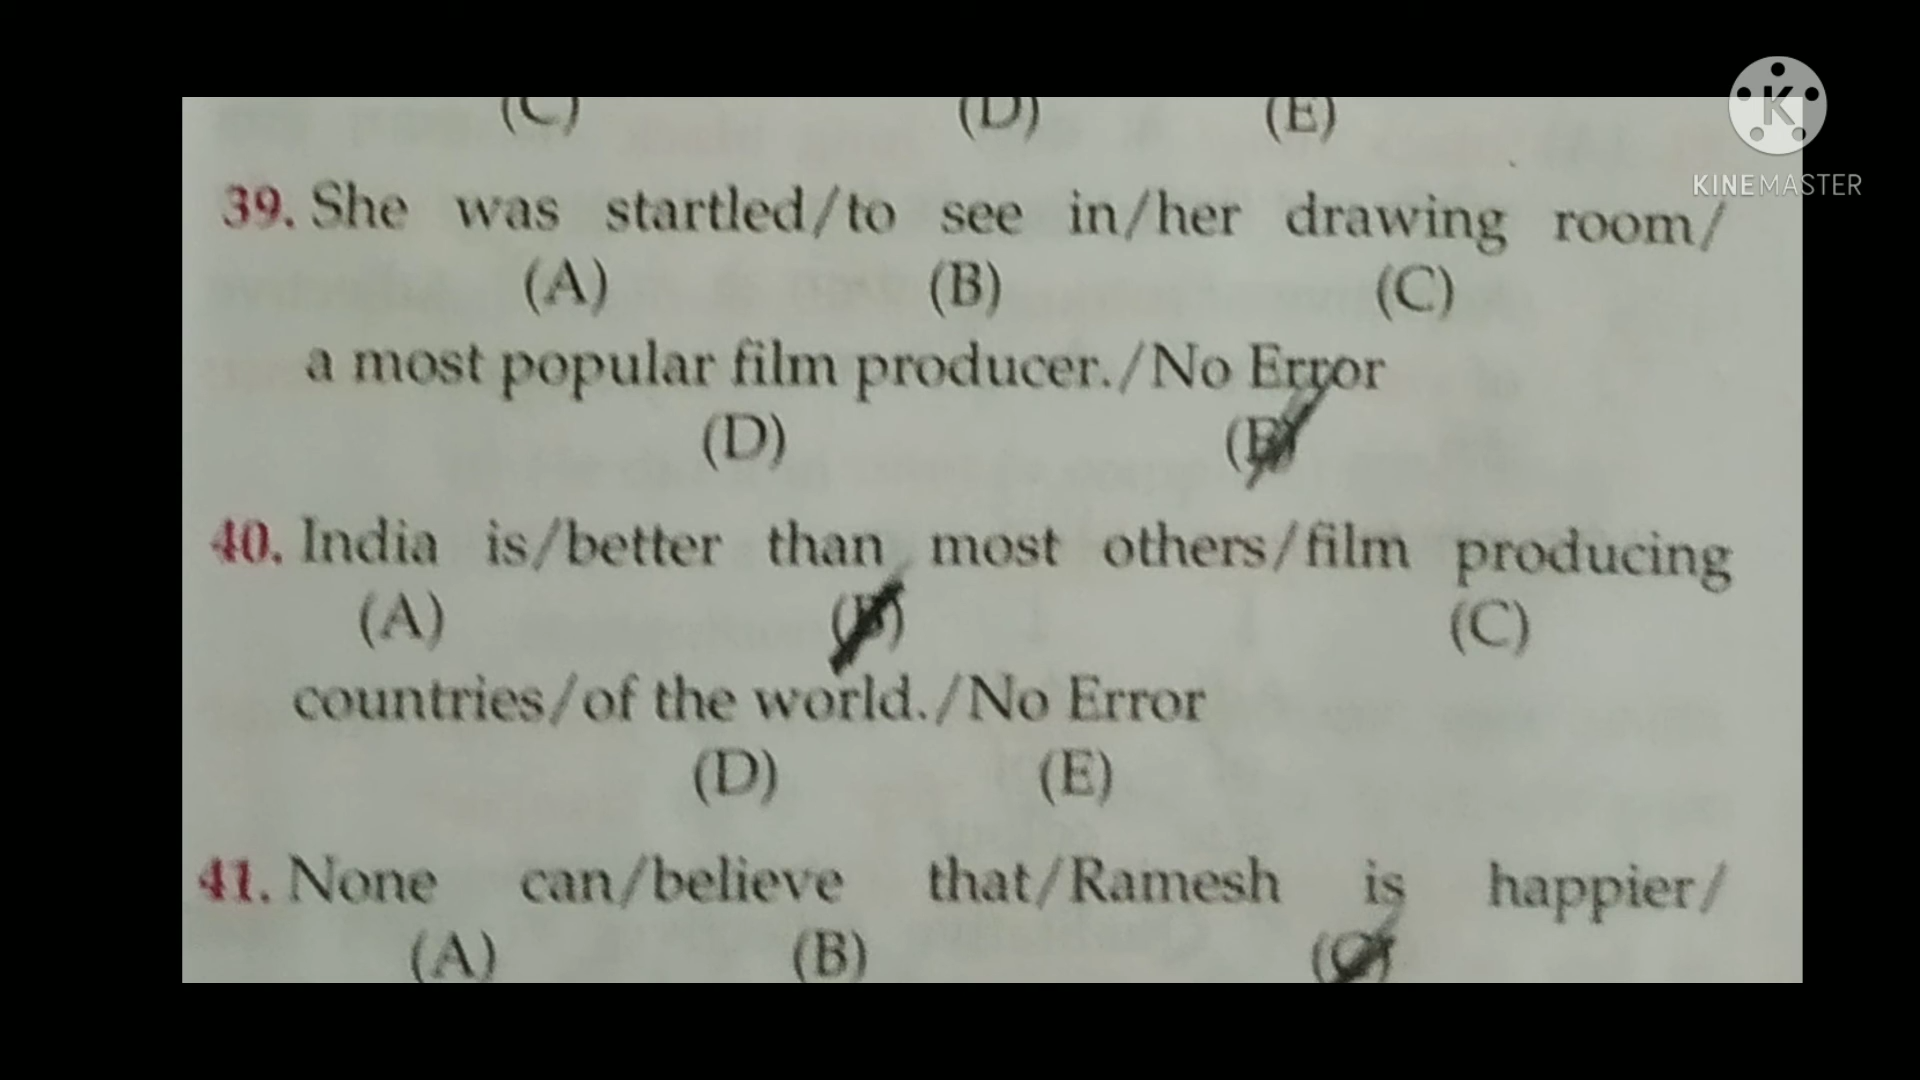 (C) (D) (E)
K
KINEMASTER
39. She was startled/to see in/her drawing room/
(A) (B) (C)
a most popular film producer./No Error
(D) (E)
40. India is/better than most others/film producing
(A) (B) (C)
countries/of the world./No Error
(D) (E)
41. None can/believe that/Ramesh is happier/
(A) (B) (C)